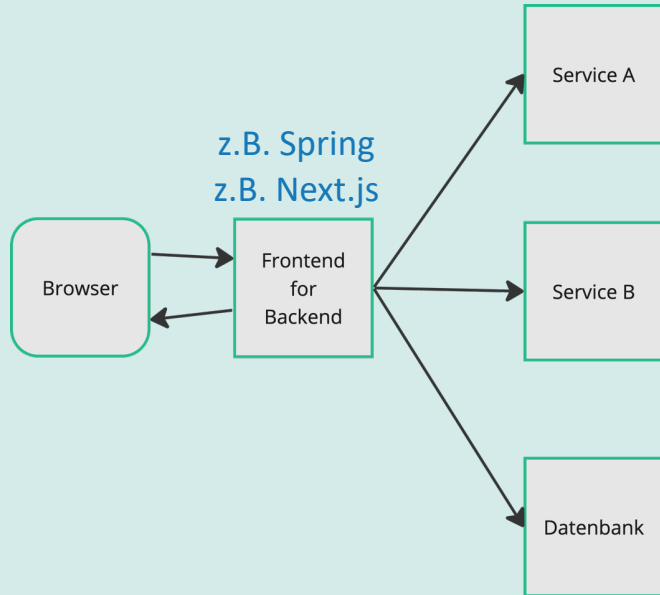 Service A
z.B. Spring
z.B. Next.js
Browser
Frontend
for
Backend
Service B
Datenbank